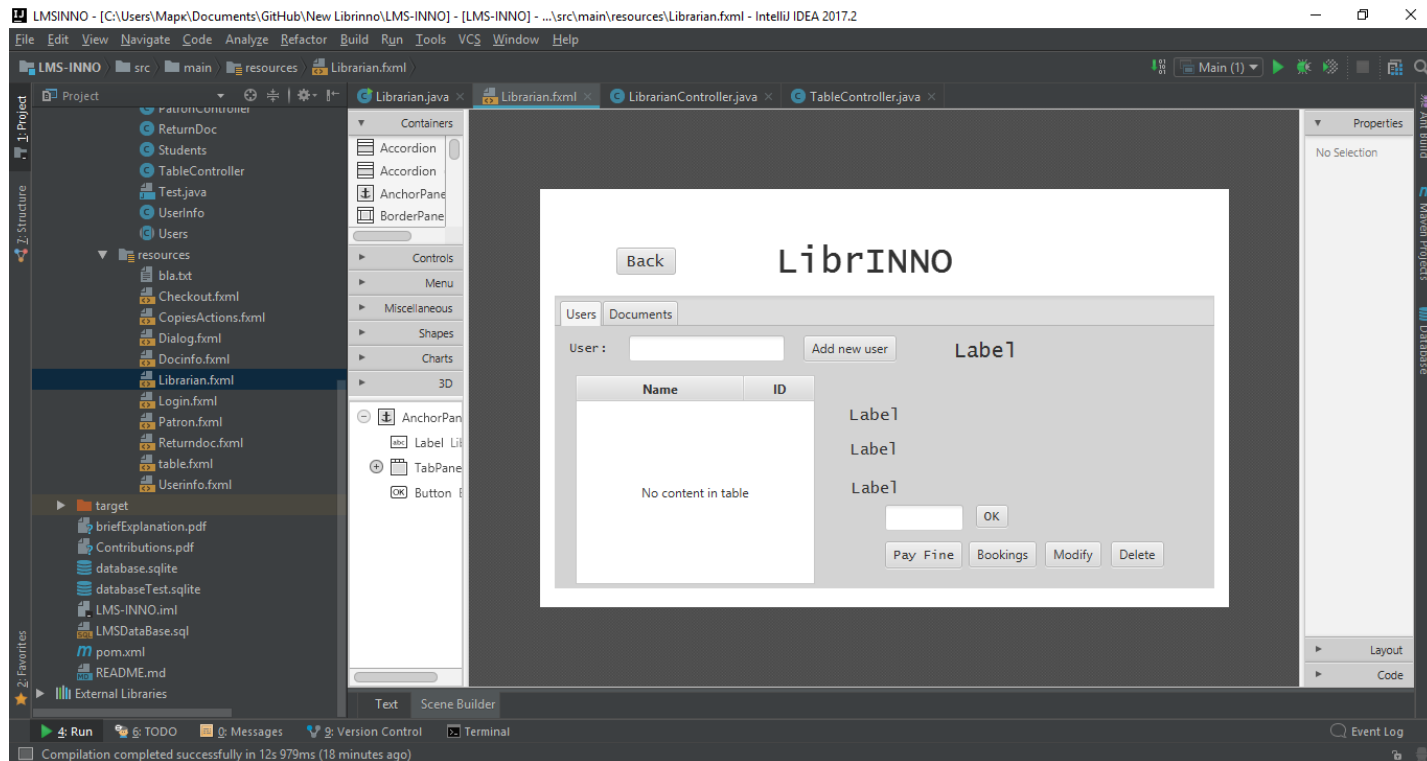 LMSINNO - [C:\Users\Mapк\Documents\GitHub\New Librinno\LMS-INNO] - [LMS-INNO] - ...\src\main\resources\Librarian.fxml - IntelliJ IDEA 2017.2
File Edit View Navigate Code Analyze Refactor Build Run Tools VCS Window Help
LMS-INNO src main resources Librarian.fxml Main (1)
Project Librarian.java Librarian.fxml LibrarianController.java TableController.java
1: Project
7: Structure
2: Favorites
PatronController
ReturnDoc
Students
TableController
Test.java
UserInfo
Users
resources
bla.txt
Checkout.fxml
CopiesActions.fxml
Dialog.fxml
Docinfo.fxml
Librarian.fxml
Login.fxml
Patron.fxml
Returndoc.fxml
table.fxml
Userinfo.fxml
target
briefExplanation.pdf
Contributions.pdf
database.sqlite
databaseTest.sqlite
LMS-INNO.iml
LMSDataBase.sql
pom.xml
README.md
External Libraries
Containers
Accordion
Accordion
AnchorPane
BorderPane
Controls
Menu
Miscellaneous
Shapes
Charts
3D
AnchorPan
Label Lib
TabPane
Button
Back LibrINNO
Users Documents
User: Add new user Label
Name ID
No content in table
Label
Label
Label
OK
Pay Fine Bookings Modify Delete
Properties
No Selection
Layout
Code
Ant Build
Maven Projects
Database
Text Scene Builder
4: Run 6: TODO 0: Messages 9: Version Control Terminal Event Log
Compilation completed successfully in 12s 979ms (18 minutes ago)